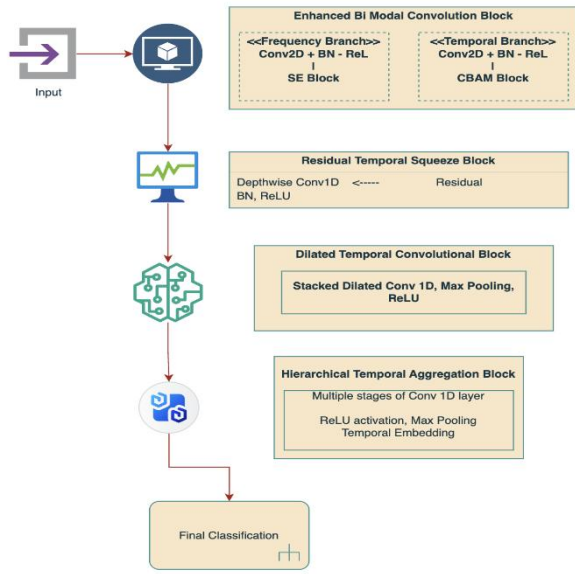 Enhanced Bi Modal Convolution Block
<<Frequency Branch>>
Conv2D + BN - ReL
I
SE Block
<<Temporal Branch>>
Conv2D + BN - ReL
I
CBAM Block
Input
Residual Temporal Squeeze Block
Depthwise Conv1D <----- Residual
BN, ReLU
Dilated Temporal Convolutional Block
Stacked Dilated Conv 1D, Max Pooling,
ReLU
Hierarchical Temporal Aggregation Block
Multiple stages of Conv 1D layer
ReLU activation, Max Pooling
Temporal Embedding
Final Classification